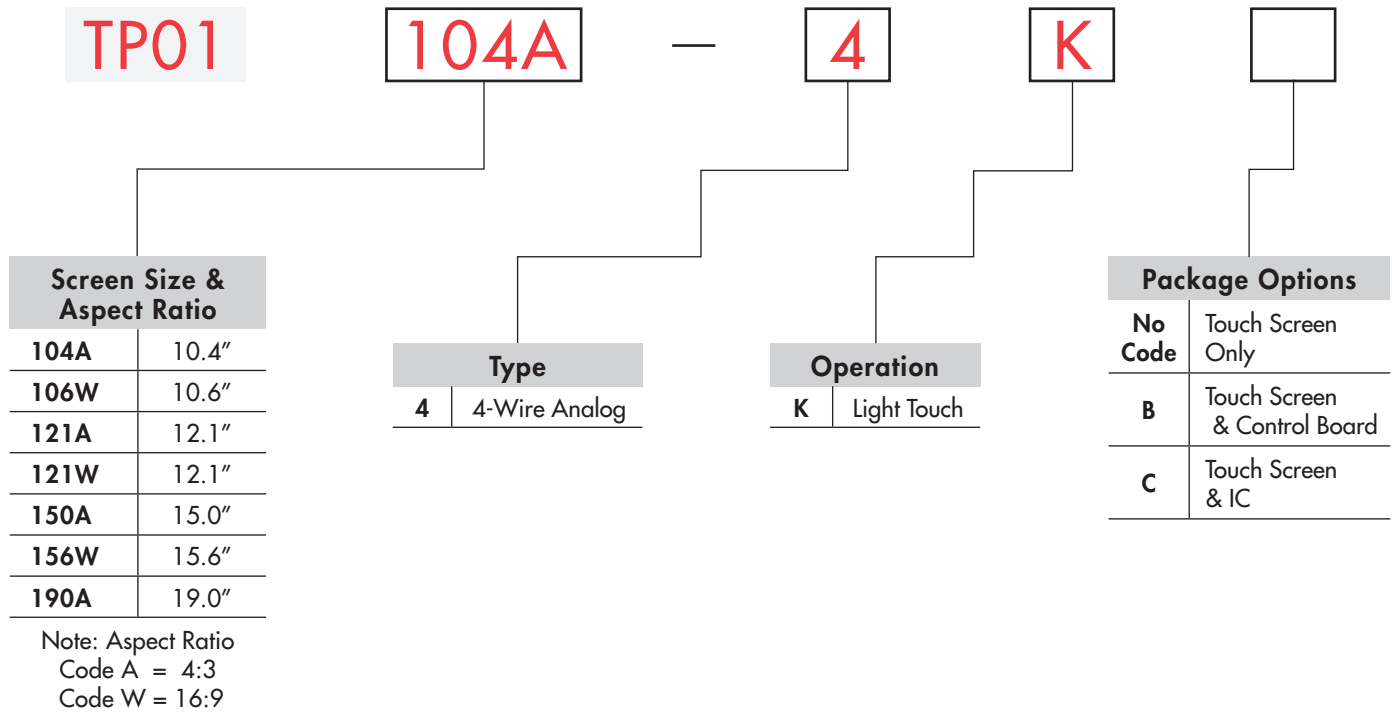 TP01 104A — 4 K
Screen Size &
Aspect Ratio
104A 10.4″
106W 10.6″
121A 12.1″
121W 12.1″
150A 15.0″
156W 15.6″
190A 19.0″
Note: Aspect Ratio
Code A = 4:3
Code W = 16:9
Type
4 4-Wire Analog
Operation
K Light Touch
Package Options
No Code Touch Screen
Only
B Touch Screen
& Control Board
C Touch Screen
& IC